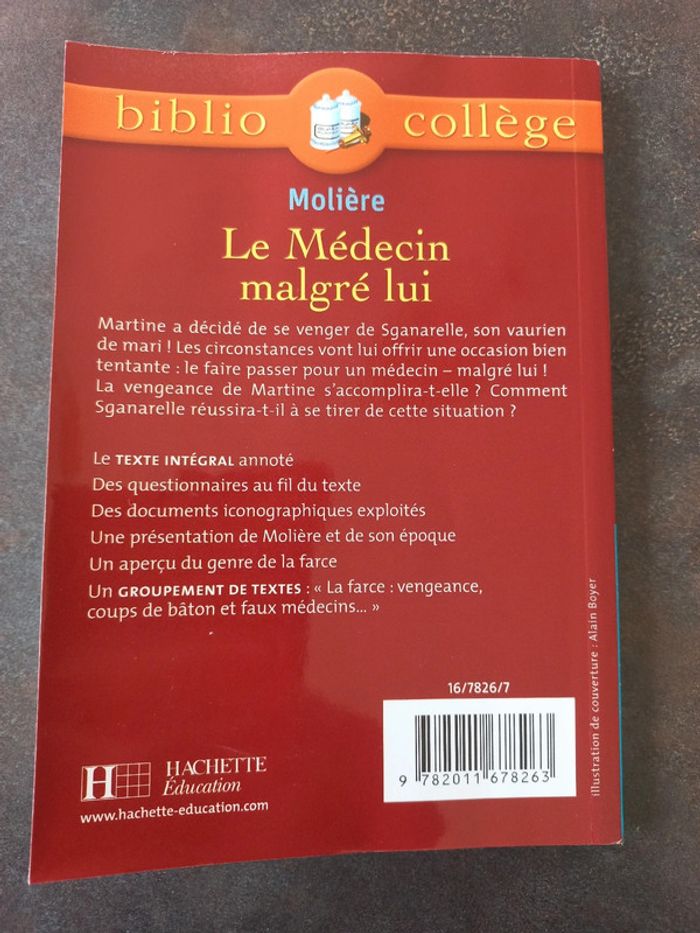 biblio collège
Molière
Le Médecin
malgré lui
Martine a décidé de se venger de Sganarelle, son vaurien
de mari ! Les circonstances vont lui offrir une occasion bien
tentante : le faire passer pour un médecin – malgré lui !
La vengeance de Martine s'accomplira-t-elle ? Comment
Sganarelle réussira-t-il à se tirer de cette situation ?
Le TEXTE INTÉGRAL annoté
Des questionnaires au fil du texte
Des documents iconographiques exploités
Une présentation de Molière et de son époque
Un aperçu du genre de la farce
Un GROUPEMENT DE TEXTES : « La farce : vengeance,
coups de bâton et faux médecins... »
illustration de couverture : Alain Boyer
16/7826/7
9 782011 678263
H HACHETTE
Éducation
www.hachette-education.com